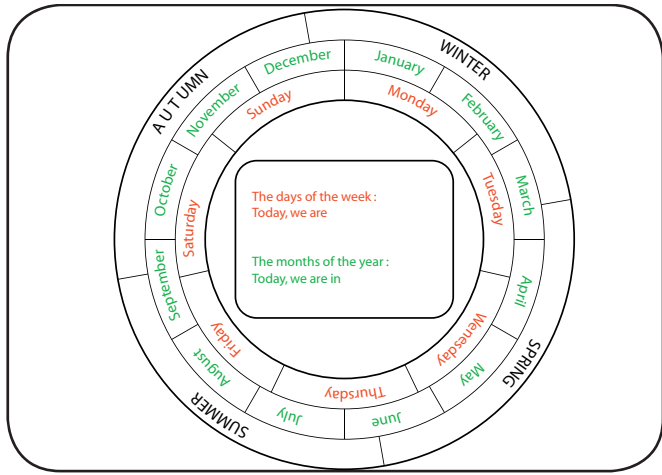 WINTER
SPRING
SUMMER
A U T UMN
January
February
March
April
May
June
July
August
September
October
November
December
Monday
Tuesday
Wenesday
Thursday
Friday
Saturday
Sunday
The days of the week :
Today, we are
The months of the year :
Today, we are in